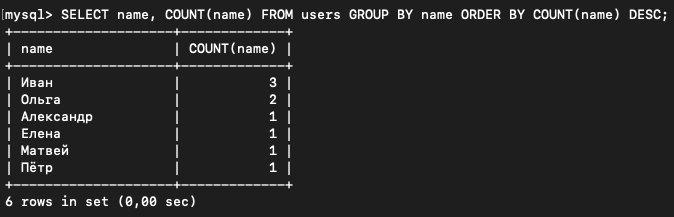 [mysql> SELECT name, COUNT(name) FROM users GROUP BY name ORDER BY COUNT(name) DESC;
+--------------------+-------------+
| name               | COUNT(name) |
+--------------------+-------------+
| Иван               |           3 |
| Ольга              |           2 |
| Александр          |           1 |
| Елена              |           1 |
| Матвей             |           1 |
| Пётр               |           1 |
+--------------------+-------------+
6 rows in set (0,00 sec)